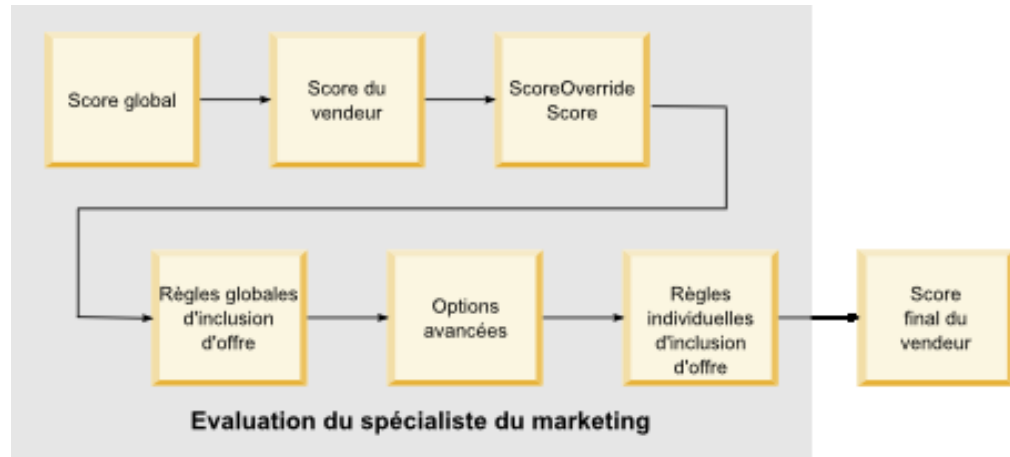 Score global
Score du
vendeur
ScoreOverride
Score
Règles globales
d'inclusion
d'offre
Options
avancées
Règles
individuelles
d'inclusion
d'offre
Score
final du
vendeur
Evaluation du spécialiste du marketing